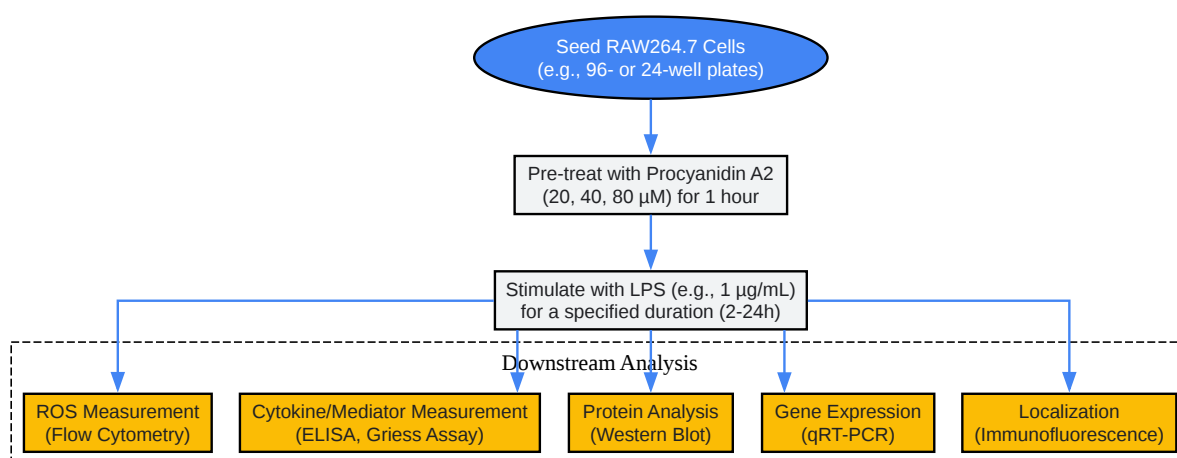 Seed RAW264.7 Cells
(e.g., 96- or 24-well plates)
Pre-treat with Procyanidin A2
(20, 40, 80 µM) for 1 hour
Stimulate with LPS (e.g., 1 µg/mL)
for a specified duration (2-24h)
Downstream Analysis
ROS Measurement
(Flow Cytometry)
Cytokine/Mediator Measurement
(ELISA, Griess Assay)
Protein Analysis
(Western Blot)
Gene Expression
(qRT-PCR)
Localization
(Immunofluorescence)